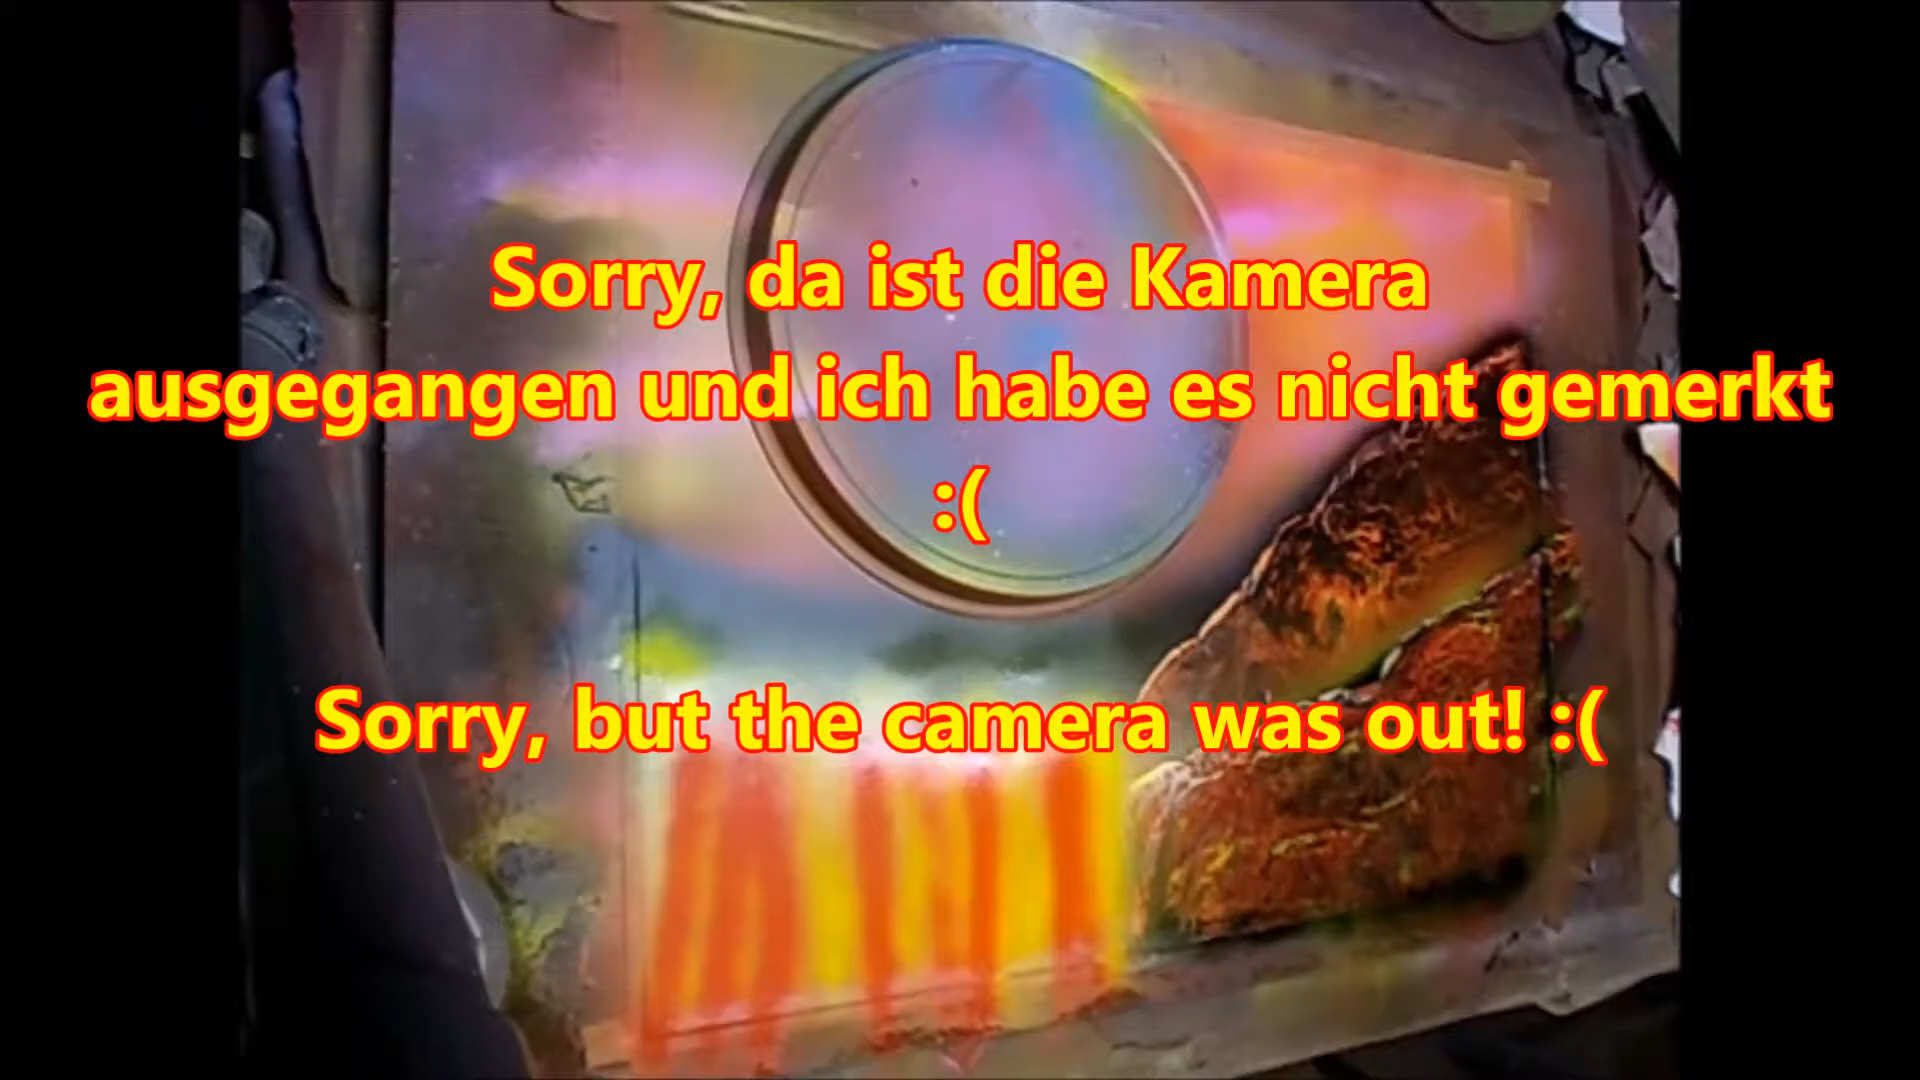 Sorry, da ist die Kamera
ausgegangen und ich habe es nicht gemerkt
:(
Sorry, but the camera was out! :(